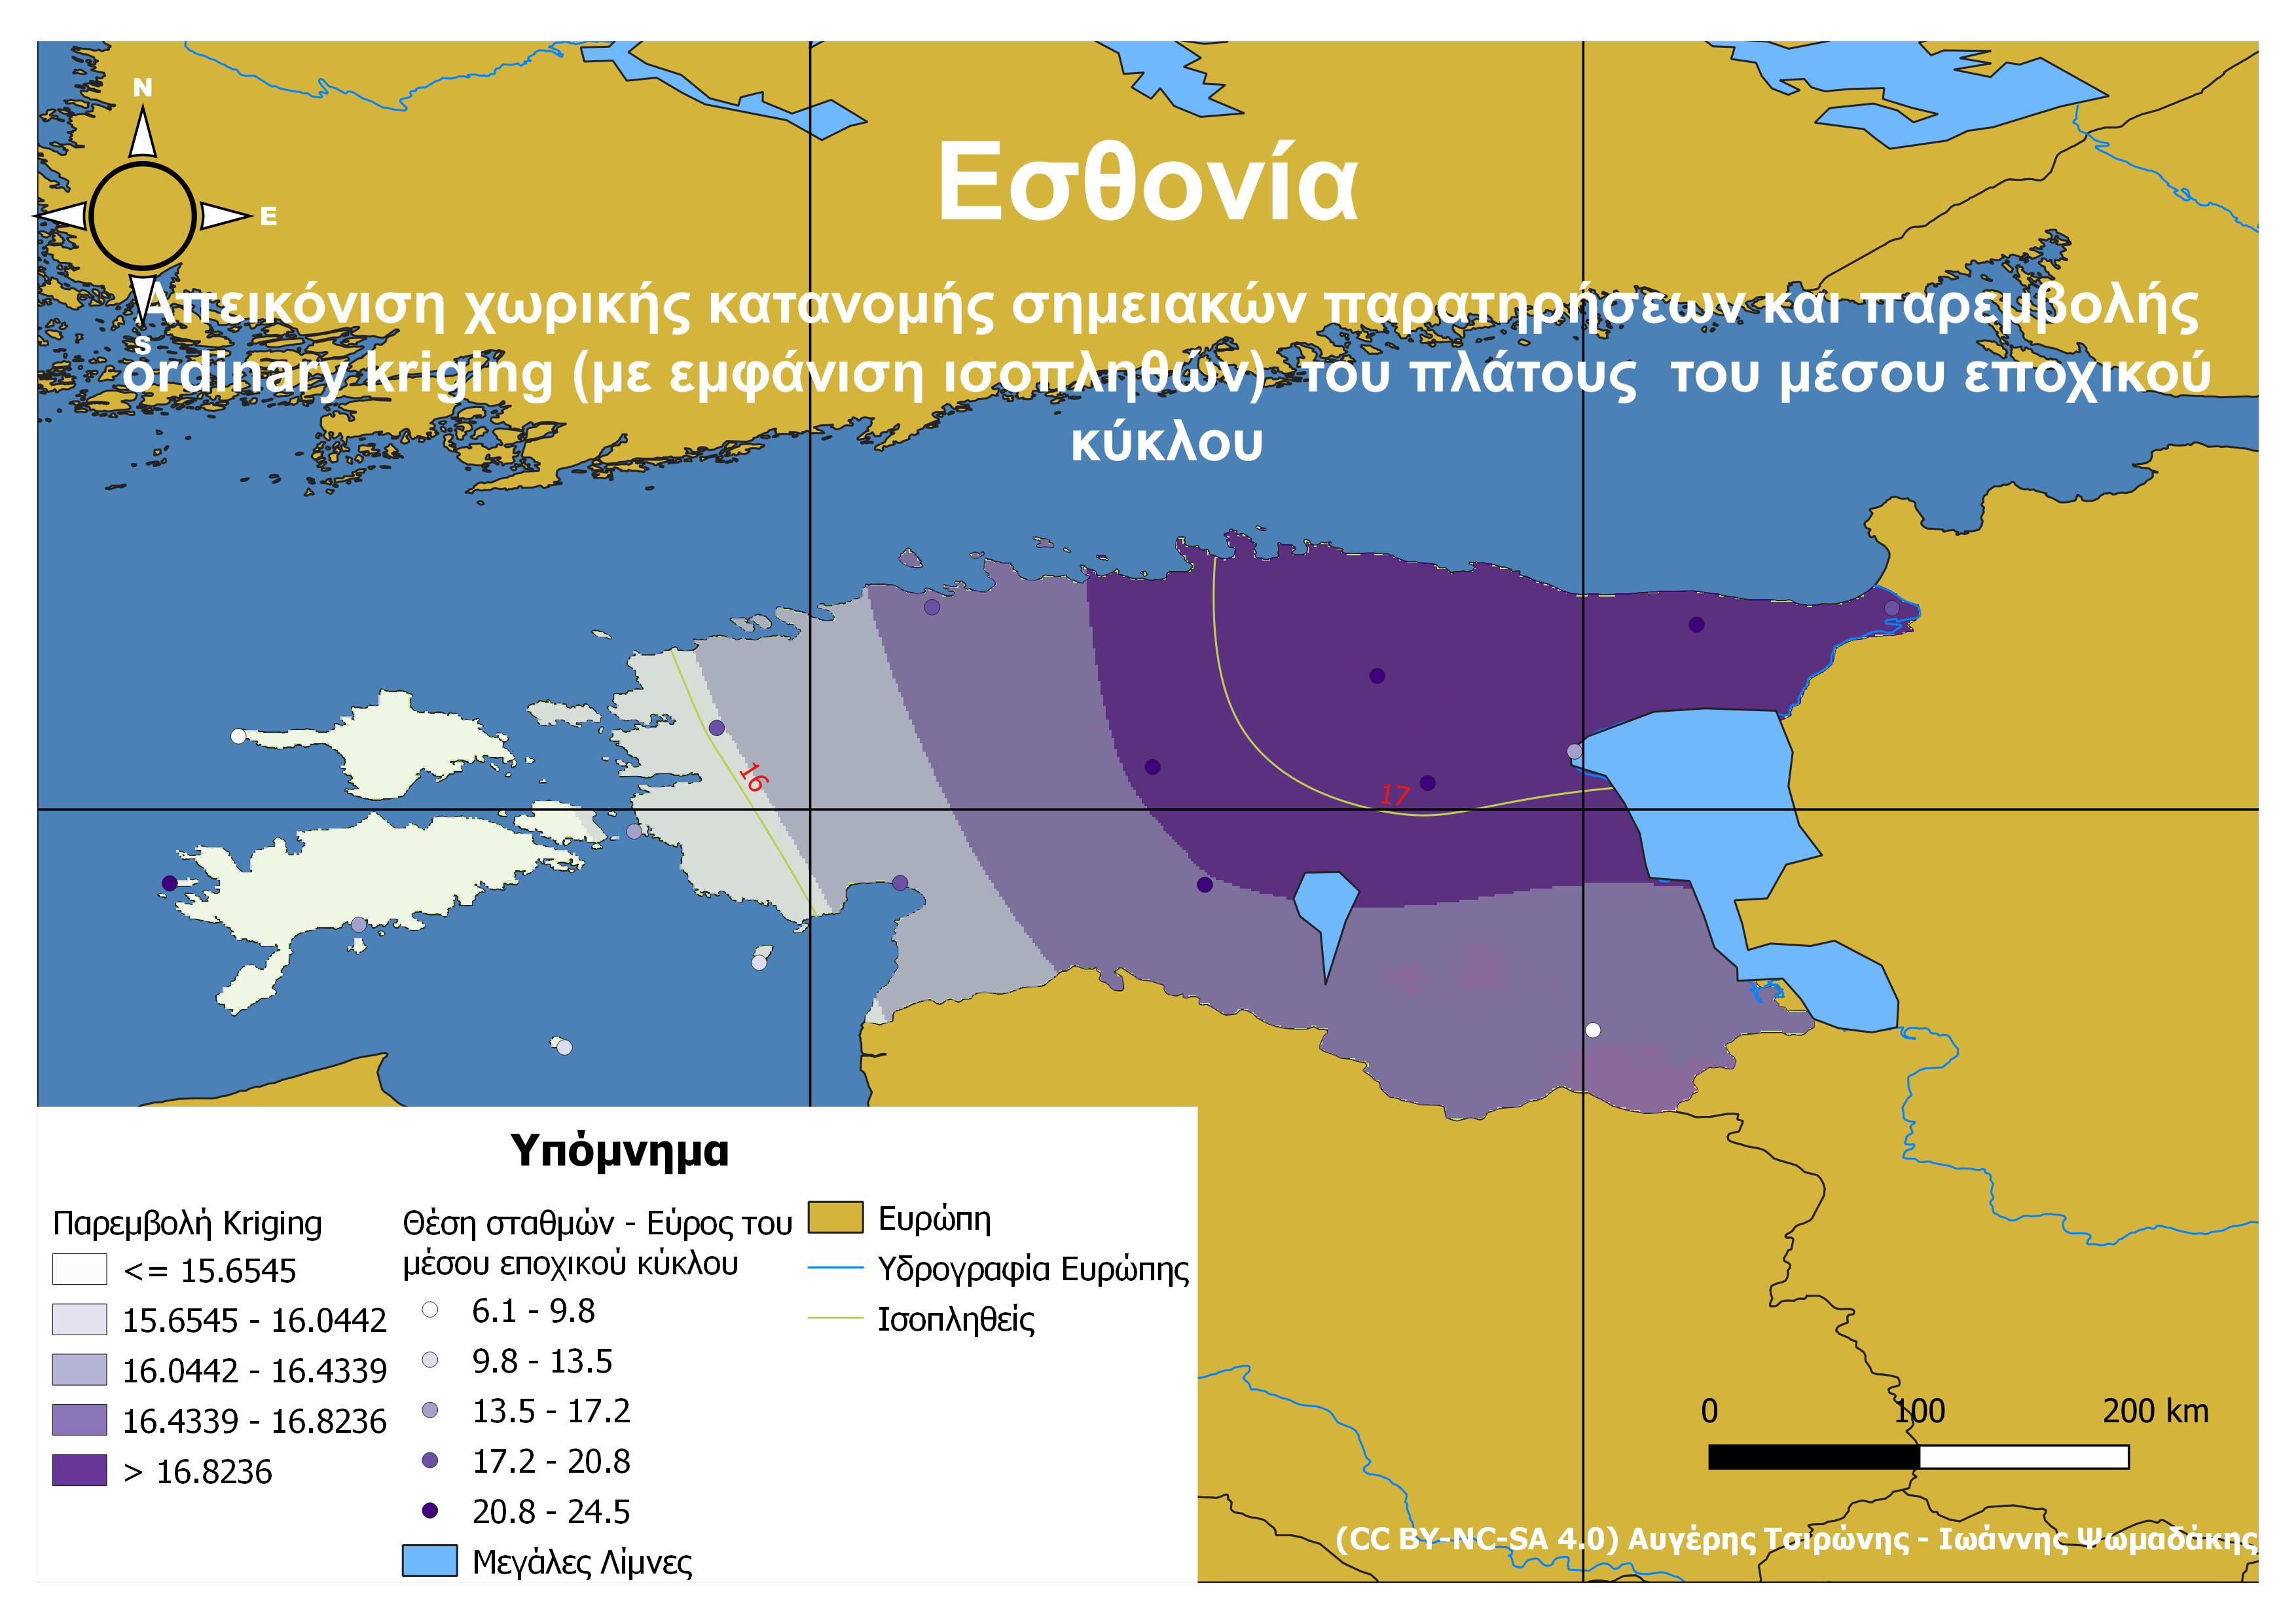 N
E
S
Εσθονία
Απεικόνιση χωρικής κατανομής σημειακών παρατηρήσεων και παρεμβολής
ordinary kriging (με εμφάνιση ισοπληθών) του πλάτους του μέσου εποχικού
κύκλου
16
17
Υπόμνημα
Παρεμβολή Kriging
<= 15.6545
15.6545 - 16.0442
16.0442 - 16.4339
16.4339 - 16.8236
> 16.8236
Θέση σταθμών - Εύρος του
μέσου εποχικού κύκλου
6.1 - 9.8
9.8 - 13.5
13.5 - 17.2
17.2 - 20.8
20.8 - 24.5
Μεγάλες Λίμνες
Ευρώπη
Υδρογραφία Ευρώπης
Ισοπληθείς
0 100 200 km
(CC BY-NC-SA 4.0) Αυγέρης Τσιρώνης - Ιωάννης Ψωμαδάκης